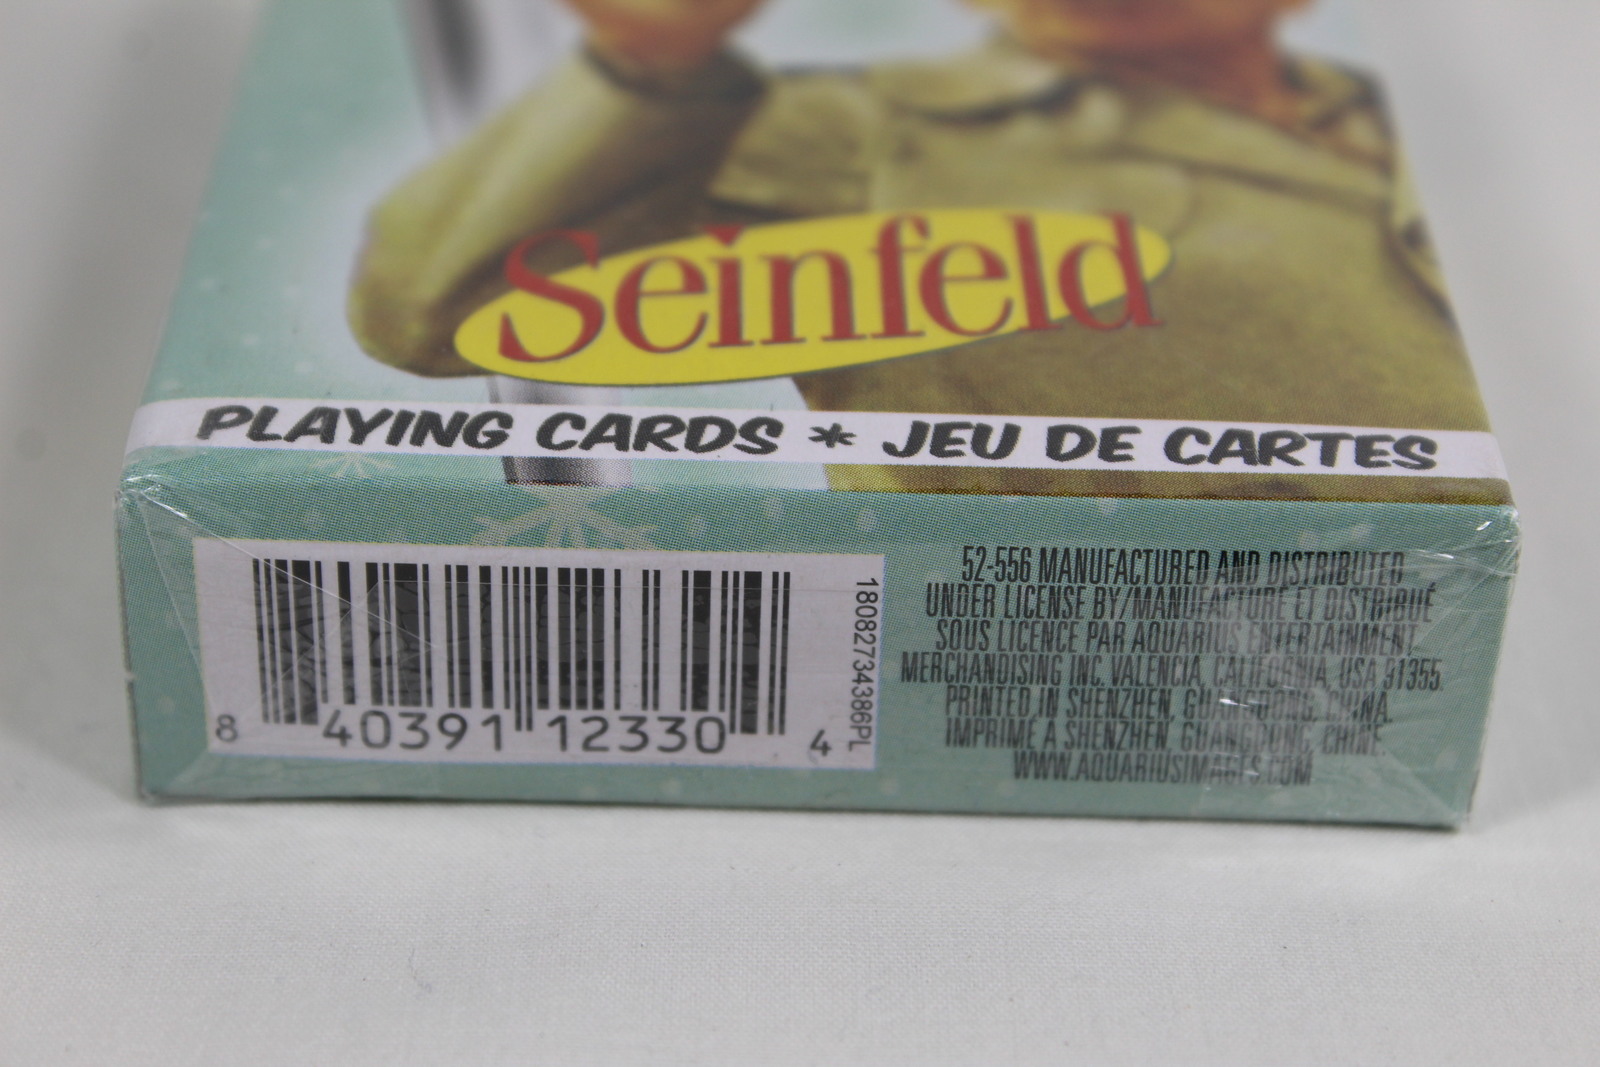 Seinfeld
PLAYING CARDS * JEU DE CARTES
8 40391 12330 4
18082734386PL
52-556 MANUFACTURED AND DISTRIBUTED
UNDER LICENSE BY/MANUFACTURÉ ET DISTRIBUÉ
SOUS LICENCE PAR AQUARIUS ENTERTAINMENT
MERCHANDISING INC. VALENCIA, CALIFORNIA, USA 91355.
PRINTED IN SHENZHEN, GUANGDONG, CHINA.
IMPRIMÉ À SHENZHEN, GUANGDONG, CHINE.
WWW.AQUARIUSIMAGES.COM